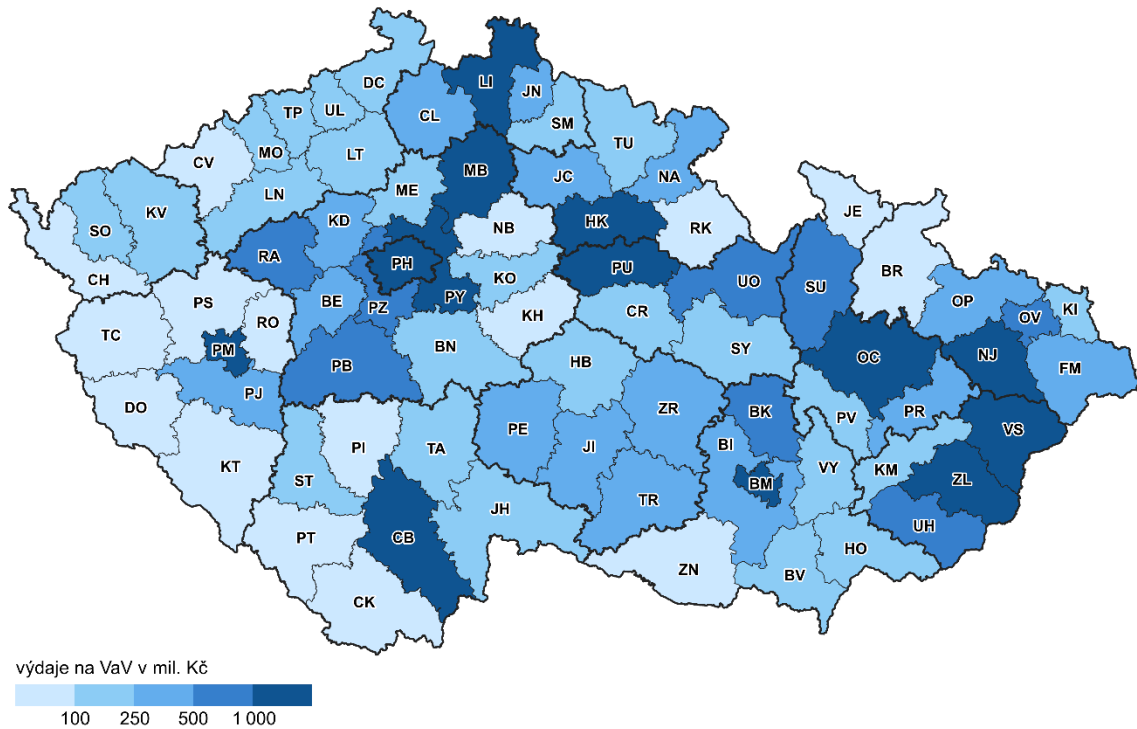 DC
LI
JN
TP
UL
CL
SM
TU
CV
MO
LT
MB
JC
NA
SO
KV
LN
ME
KD
NB
HK
RK
JE
CH
RA
PH
KO
PU
UO
SU
BR
PS
BE
PZ
PY
OP
KI
TC
RO
KH
CR
OV
PM
PB
BN
HB
SY
OC
NJ
FM
DO
PJ
PE
ZR
BK
PV
PR
VS
KT
PI
TA
JI
BI
ST
TR
BM
VY
KM
ZL
PT
CB
JH
UH
CK
ZN
BV
HO
výdaje na VaV v mil. Kč
100 250 500 1 000